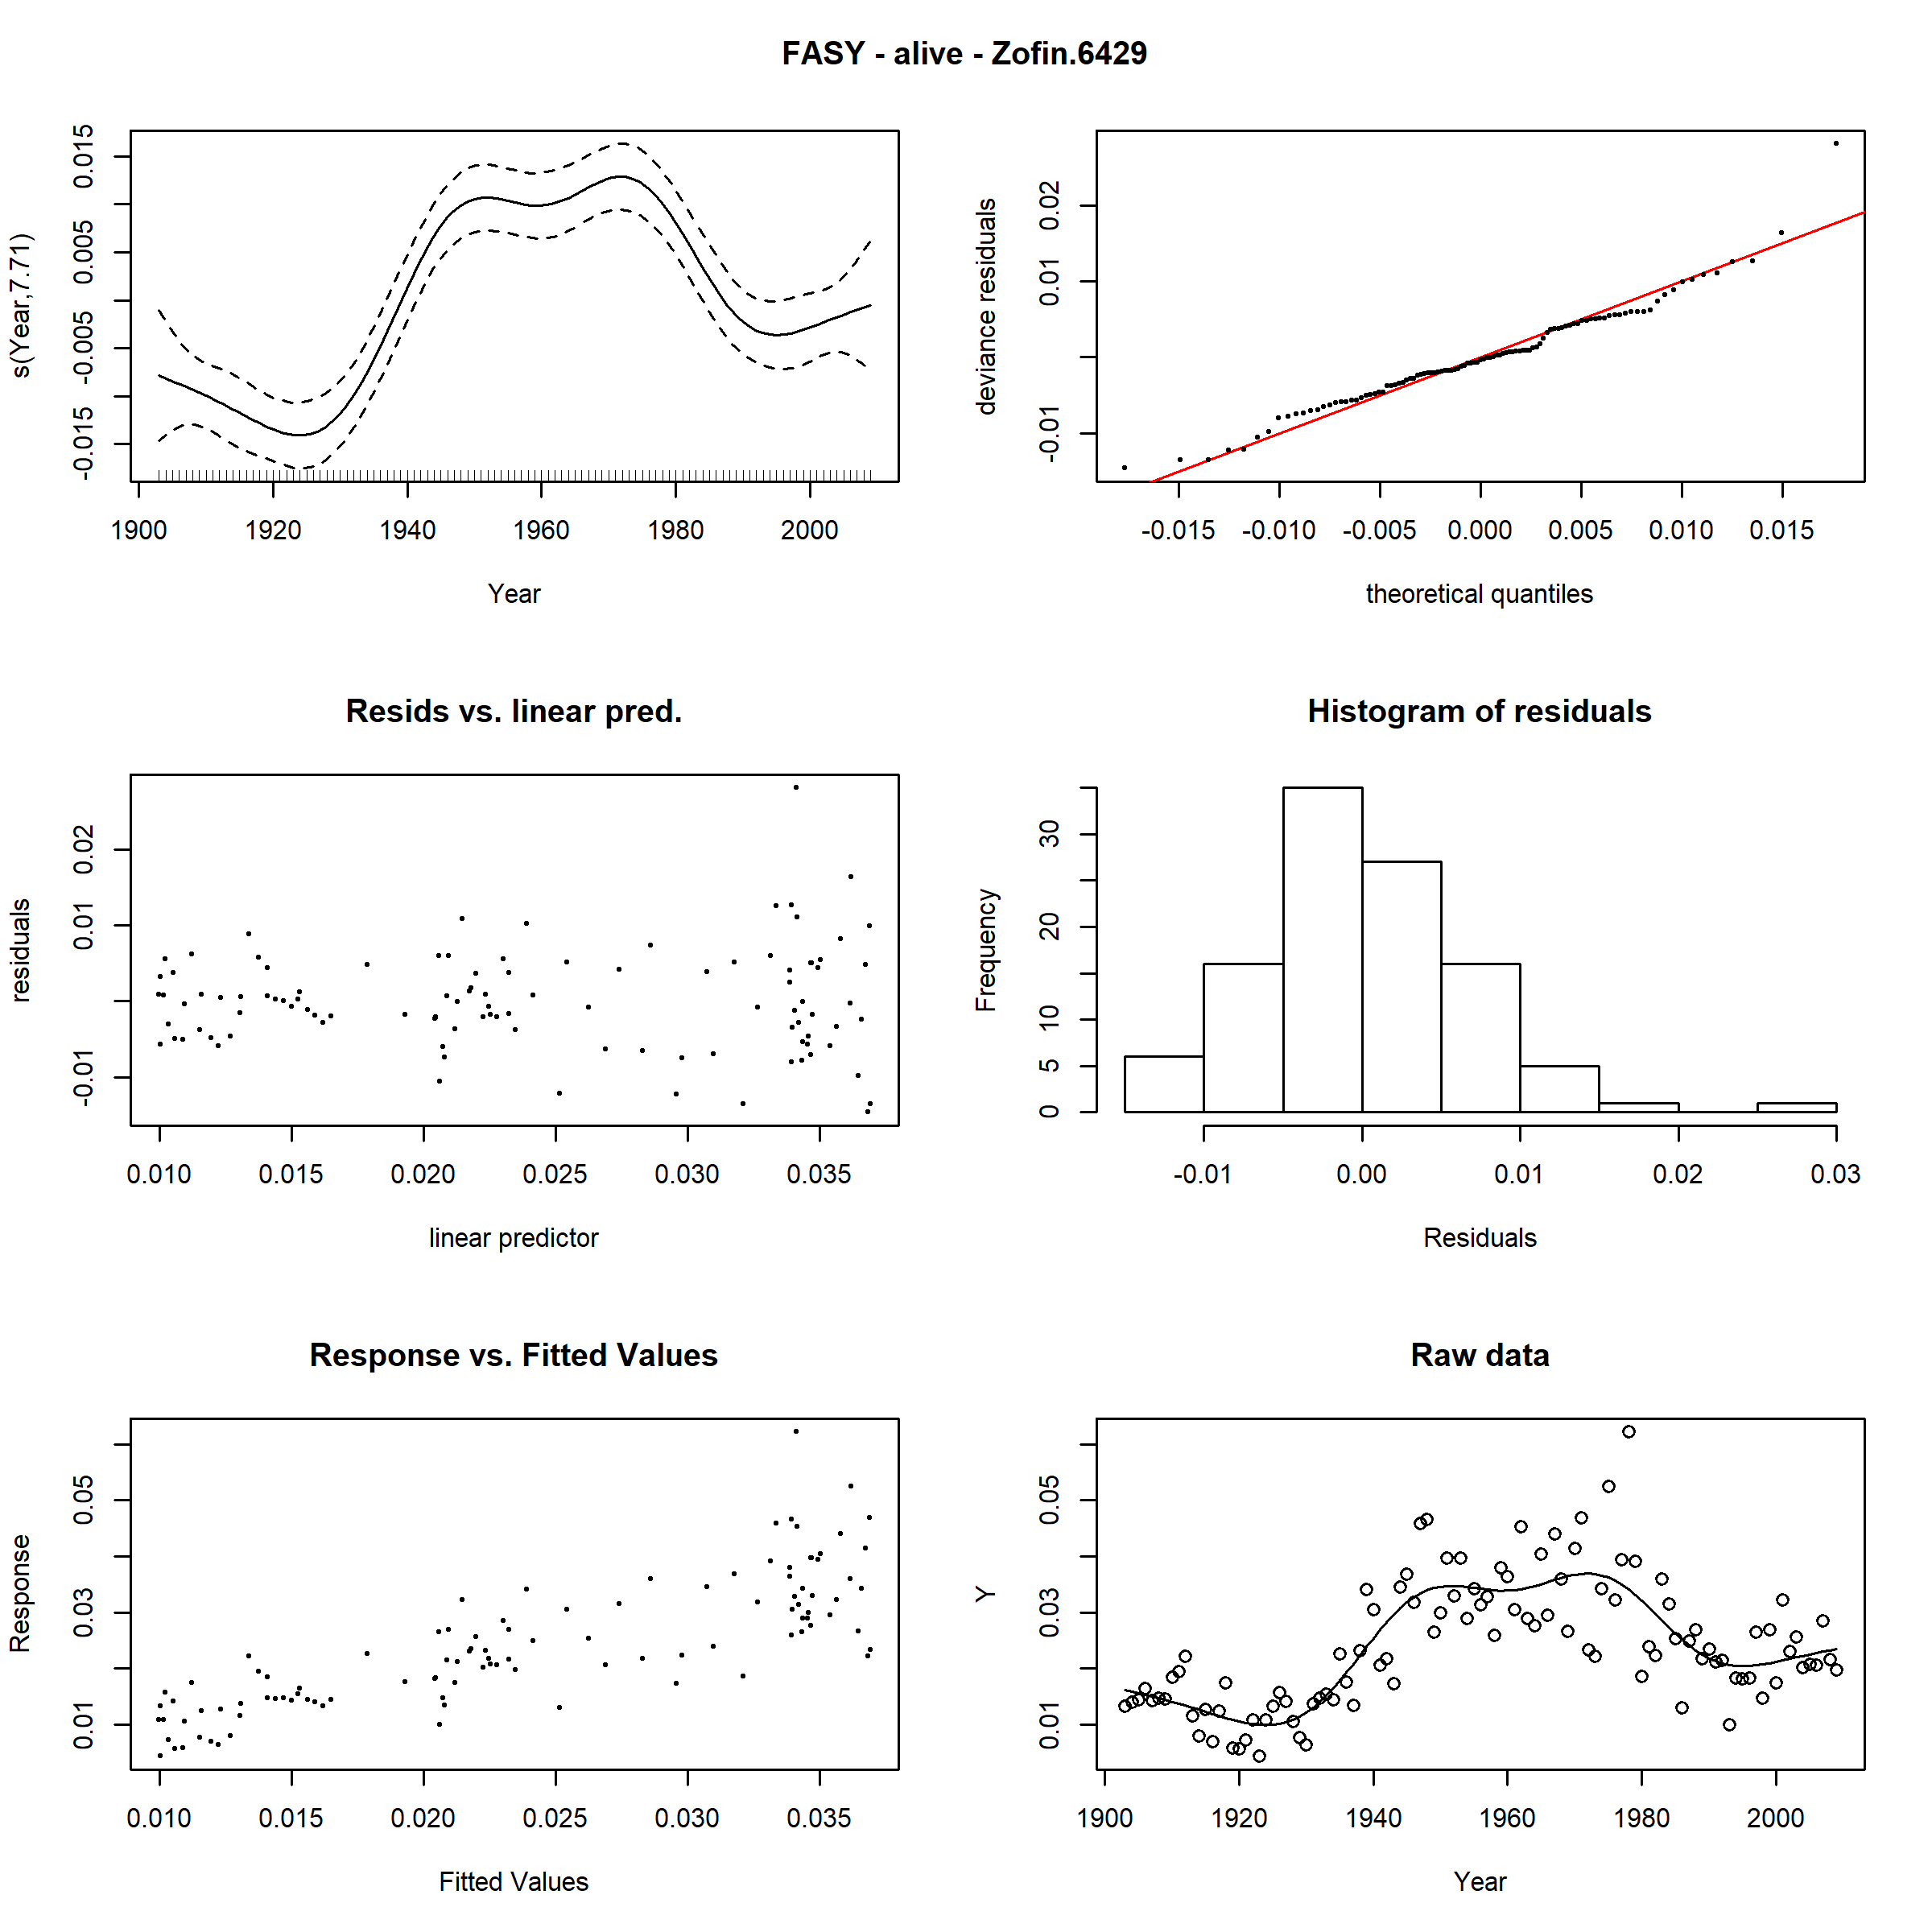 FASY - alive - Zofin.6429
s(Year,7.71)
-0.015 -0.005 0.005 0.015
1900 1920 1940 1960 1980 2000
Year
deviance residuals
-0.01 0.01 0.02
-0.015 -0.010 -0.005 0.000 0.005 0.010 0.015
theoretical quantiles
Resids vs. linear pred.
residuals
-0.01 0.01 0.02
0.010 0.015 0.020 0.025 0.030 0.035
linear predictor
Histogram of residuals
Frequency
0 5 10 20 30
-0.01 0.00 0.01 0.02 0.03
Residuals
Response vs. Fitted Values
Response
0.01 0.03 0.05
0.010 0.015 0.020 0.025 0.030 0.035
Fitted Values
Raw data
Y
0.01 0.03 0.05
1900 1920 1940 1960 1980 2000
Year